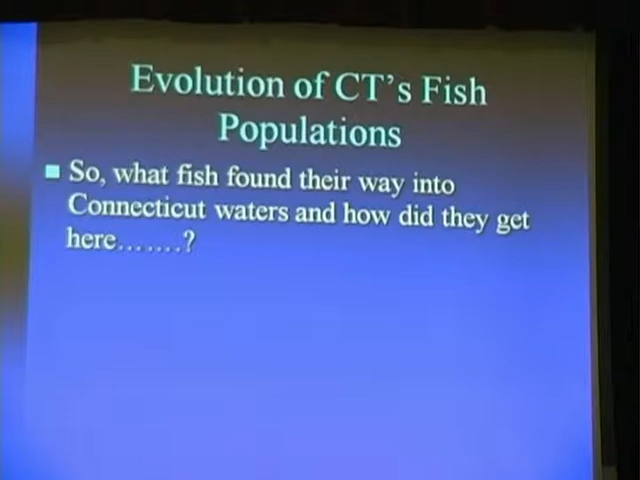 Evolution of CT's Fish
Populations
So, what fish found their way into
Connecticut waters and how did they get
here.......?